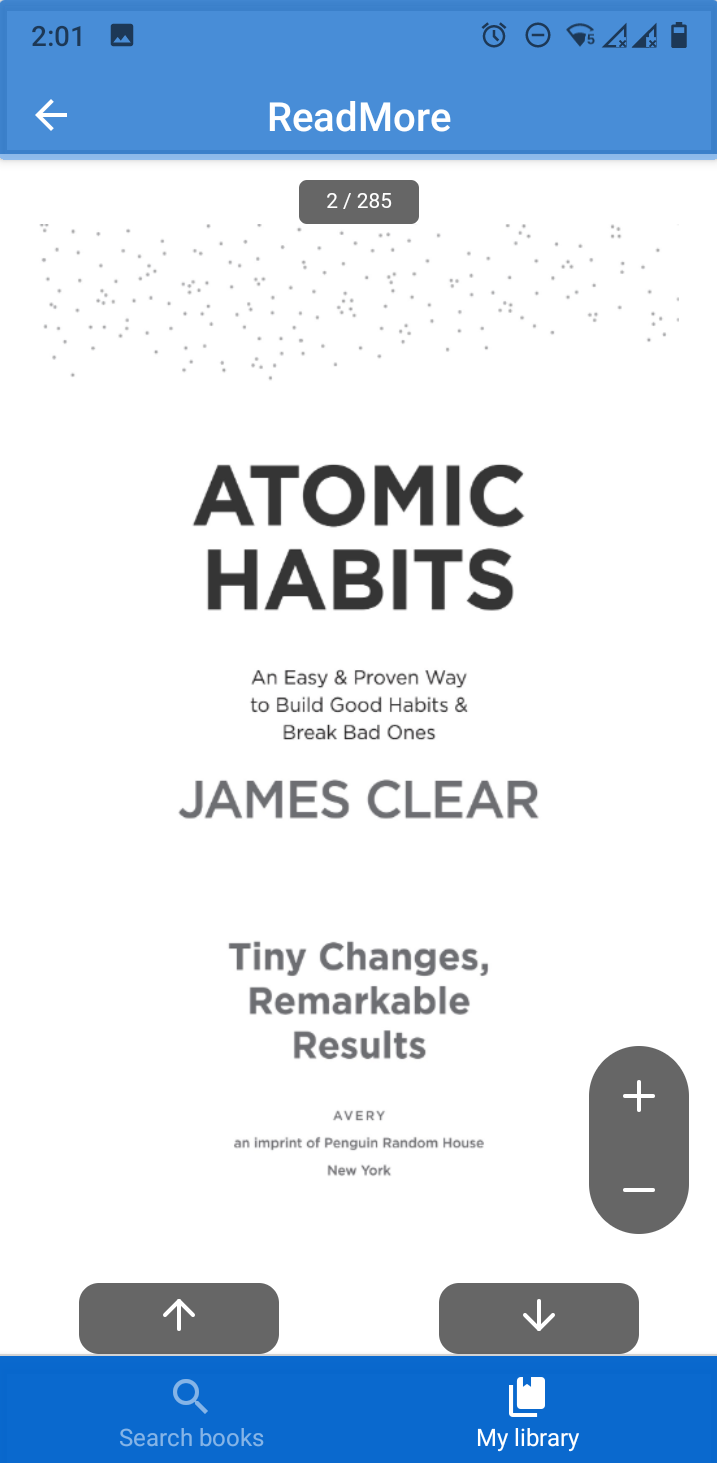 2:01
5
ReadMore
2 / 285
ATOMIC
HABITS
An Easy & Proven Way
to Build Good Habits &
Break Bad Ones
JAMES CLEAR
Tiny Changes,
Remarkable
Results
AVERY
an imprint of Penguin Random House
New York
Search books
My library